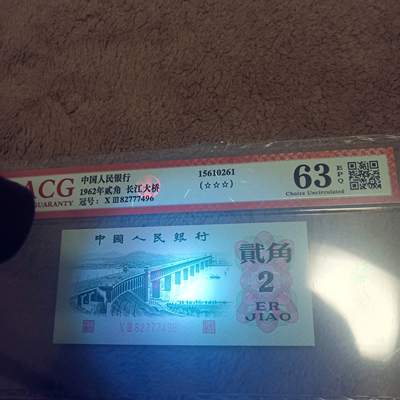 ACG
GUARANTY
中国人民银行
1962年贰角 长江大桥
冠号: X III82777496
15610261
(☆☆☆)
63
EPQ
Choice Uncirculated
中國人民銀行
貳角
2
ER
JIAO
X III 82777496